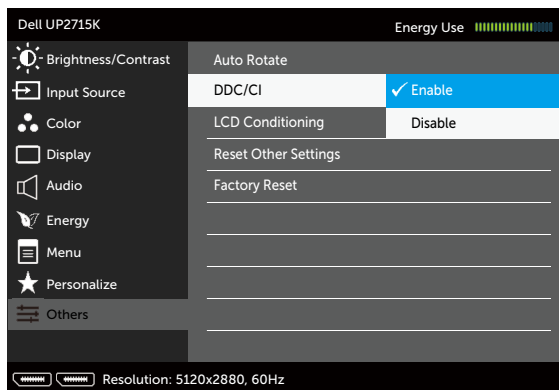 Dell UP2715K
Energy Use
Brightness/Contrast
Input Source
Color
Display
Audio
Energy
Menu
Personalize
Others
Auto Rotate
DDC/CI
LCD Conditioning
Reset Other Settings
Factory Reset
Enable
Disable
Resolution: 5120x2880, 60Hz